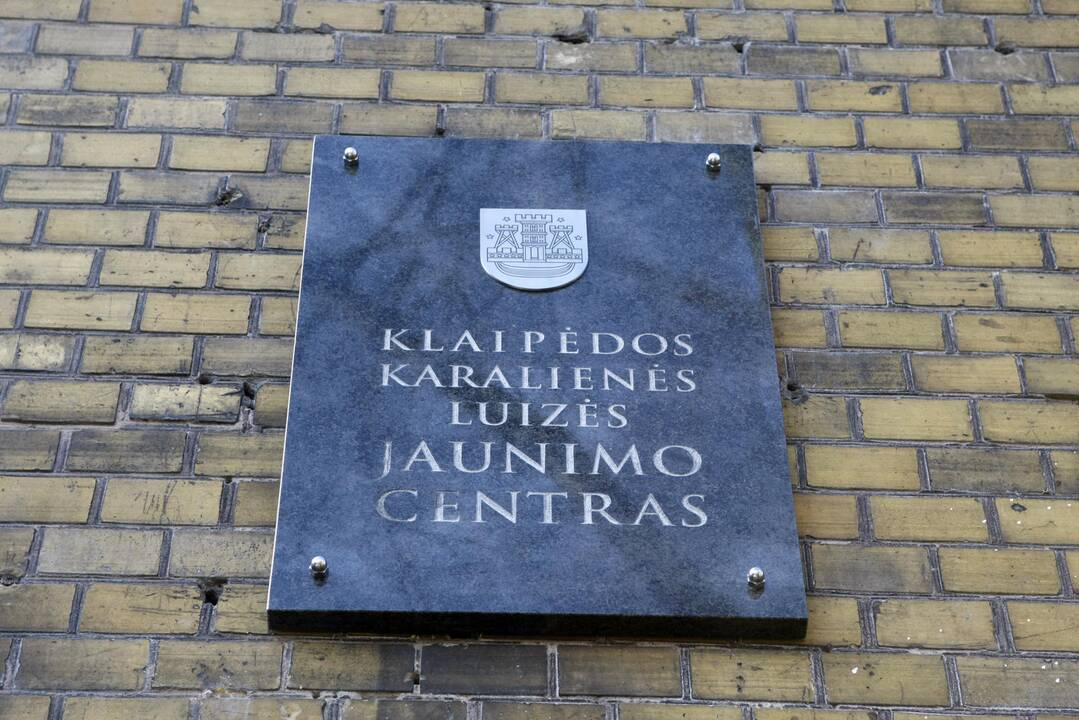 KLAIPĖDOS
KARALIENĖS
LUIZĖS
JAUNIMO
CENTRAS